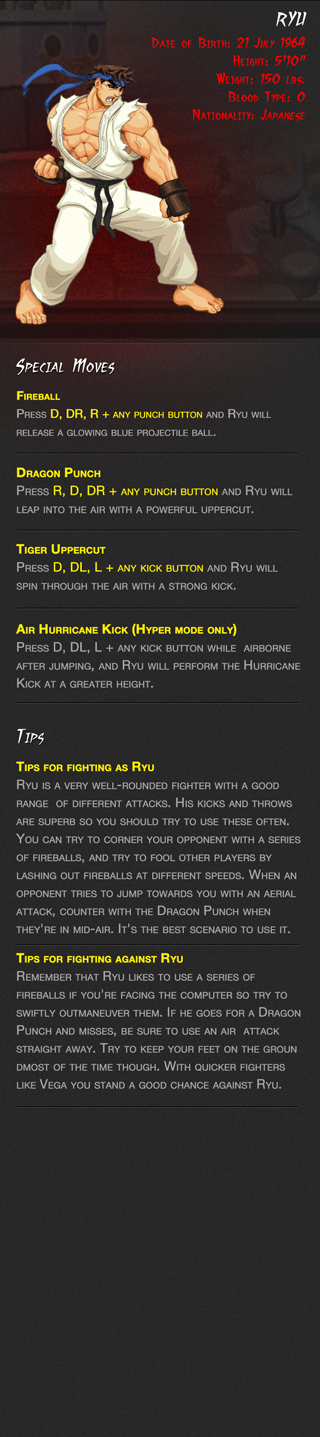 RYU
Date of Birth: 21 July 1964
Height: 5'10"
Weight: 150 lbs.
Blood Type: O
Nationality: Japanese
Special Moves
Fireball
Press D, DR, R + any punch button and Ryu will
release a glowing blue projectile ball.
Dragon Punch
Press R, D, DR + any punch button and Ryu will
leap into the air with a powerful uppercut.
Tiger Uppercut
Press D, DL, L + any kick button and Ryu will
spin through the air with a strong kick.
Air Hurricane Kick (Hyper mode only)
Press D, DL, L + any kick button while airborne
after jumping, and Ryu will perform the Hurricane
Kick at a greater height.
Tips
Tips for fighting as Ryu
Ryu is a very well-rounded fighter with a good
range of different attacks. His kicks and throws
are superb so you should try to use these often.
You can try to corner your opponent with a series
of fireballs, and try to fool other players by
lashing out fireballs at different speeds. When an
opponent tries to jump towards you with an aerial
attack, counter with the Dragon Punch when
they're in mid-air. It's the best scenario to use it.
Tips for fighting against Ryu
Remember that Ryu likes to use a series of
fireballs if you're facing the computer so try to
swiftly outmaneuver them. If he goes for a Dragon
Punch and misses, be sure to use an air attack
straight away. Try to keep your feet on the groun
dmost of the time though. With quicker fighters
like Vega you stand a good chance against Ryu.